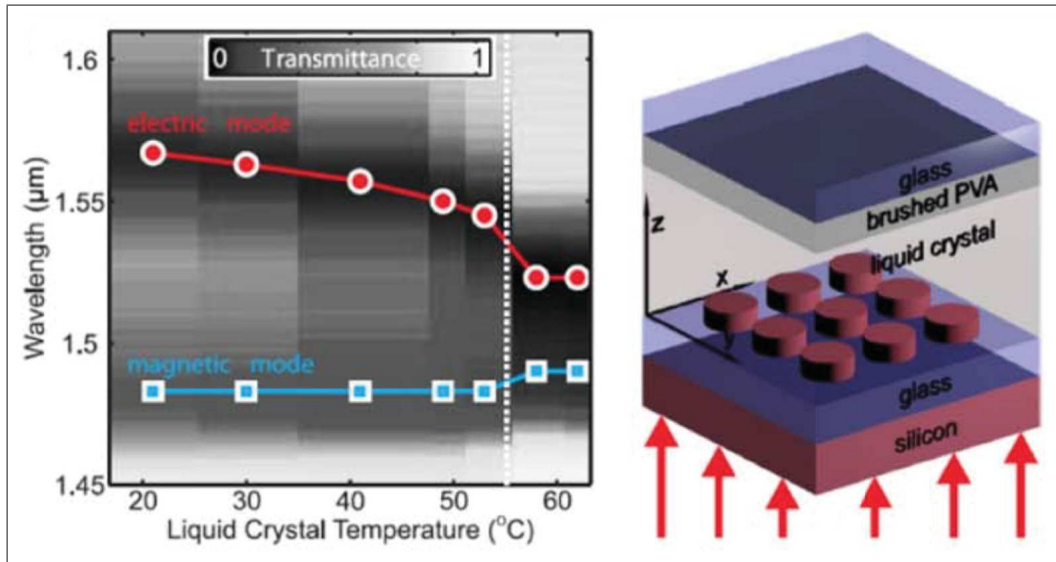 1.6
0 Transmittance 1
electric mode
1.55
Wavelength (µm)
1.5
magnetic mode
1.45
20 30 40 50 60
Liquid Crystal Temperature (°C)
glass
brushed PVA
liquid crystal
z
x
y
glass
silicon